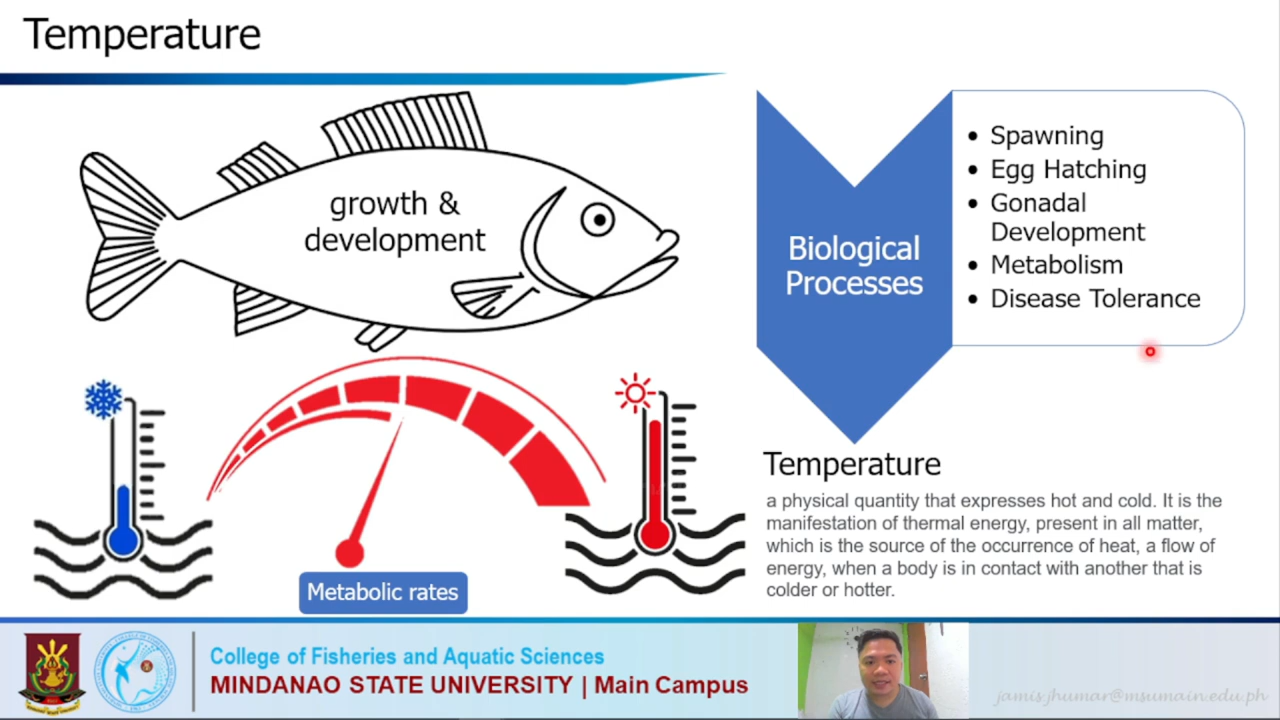 Temperature
growth &
development
Biological
Processes
• Spawning
• Egg Hatching
• Gonadal
Development
• Metabolism
• Disease Tolerance
Metabolic rates
Temperature
a physical quantity that expresses hot and cold. It is the
manifestation of thermal energy, present in all matter,
which is the source of the occurrence of heat, a flow of
energy, when a body is in contact with another that is
colder or hotter.
College of Fisheries and Aquatic Sciences
MINDANAO STATE UNIVERSITY | Main Campus
jamis.jhumar@msumain.edu.ph